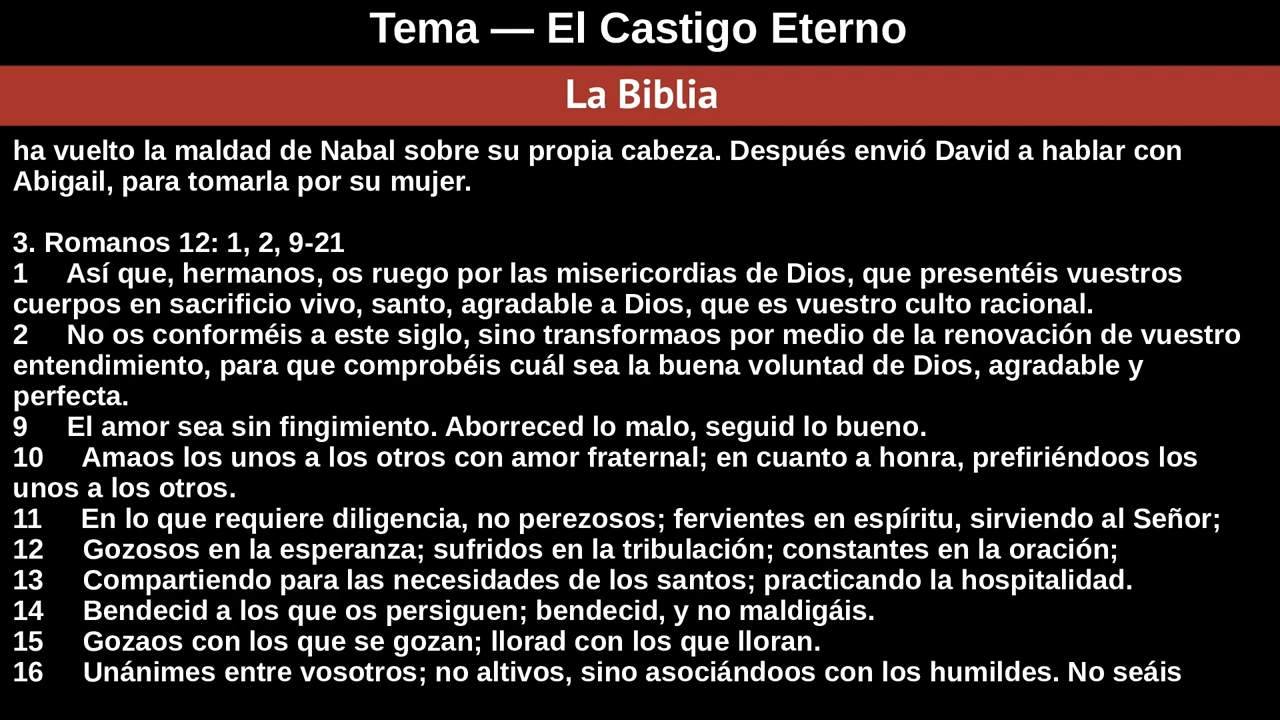 Tema — El Castigo Eterno
La Biblia
ha vuelto la maldad de Nabal sobre su propia cabeza. Después envió David a hablar con
Abigail, para tomarla por su mujer.
3. Romanos 12: 1, 2, 9-21
1 Así que, hermanos, os ruego por las misericordias de Dios, que presentéis vuestros
cuerpos en sacrificio vivo, santo, agradable a Dios, que es vuestro culto racional.
2 No os conforméis a este siglo, sino transformaos por medio de la renovación de vuestro
entendimiento, para que comprobéis cuál sea la buena voluntad de Dios, agradable y
perfecta.
9 El amor sea sin fingimiento. Aborreced lo malo, seguid lo bueno.
10 Amaos los unos a los otros con amor fraternal; en cuanto a honra, prefiriéndoos los
unos a los otros.
11 En lo que requiere diligencia, no perezosos; fervientes en espíritu, sirviendo al Señor;
12 Gozosos en la esperanza; sufridos en la tribulación; constantes en la oración;
13 Compartiendo para las necesidades de los santos; practicando la hospitalidad.
14 Bendecid a los que os persiguen; bendecid, y no maldigáis.
15 Gozaos con los que se gozan; llorad con los que lloran.
16 Unánimes entre vosotros; no altivos, sino asociándoos con los humildes. No seáis